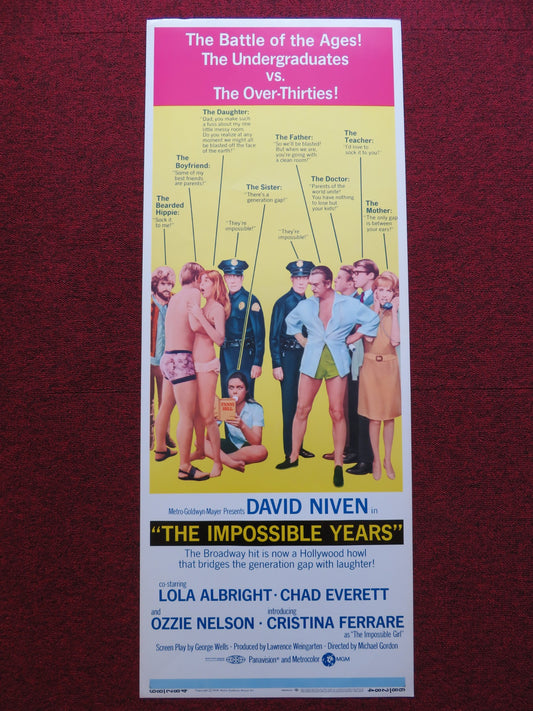 The Battle of the Ages!
The Undergraduates
vs.
The Over-Thirties!
The Daughter:
"Dad, you make such
a fuss about my one
little messy room.
Do you realize at any
moment we might all
be blasted off the face
of the earth?"
The Father:
"So we'll be blasted!
But when we are,
you're going with
a clean room!"
The
Teacher:
"I'd love to
sock it to you!"
The
Boyfriend:
"Some of my
best friends
are parents!"
The Sister:
"There's a
generation gap!"
The Doctor:
"Parents of the
world unite!
You have nothing
to lose but
your kids!"
The
Bearded
Hippie:
"Sock it
to me!"
The
Mother:
"The only gap
is between
your ears!"
"They're
impossible!"
"They're
impossible!"
FANNY
HILL
Metro-Goldwyn-Mayer Presents DAVID NIVEN in
"THE IMPOSSIBLE YEARS"
The Broadway hit is now a Hollywood howl
that bridges the generation gap with laughter!
co-starring
LOLA ALBRIGHT · CHAD EVERETT
and introducing
OZZIE NELSON · CRISTINA FERRARE
as "The Impossible Girl"
Screen Play by George Wells · Produced by Lawrence Weingarten · Directed by Michael Gordon
Panavision® and Metrocolor MGM